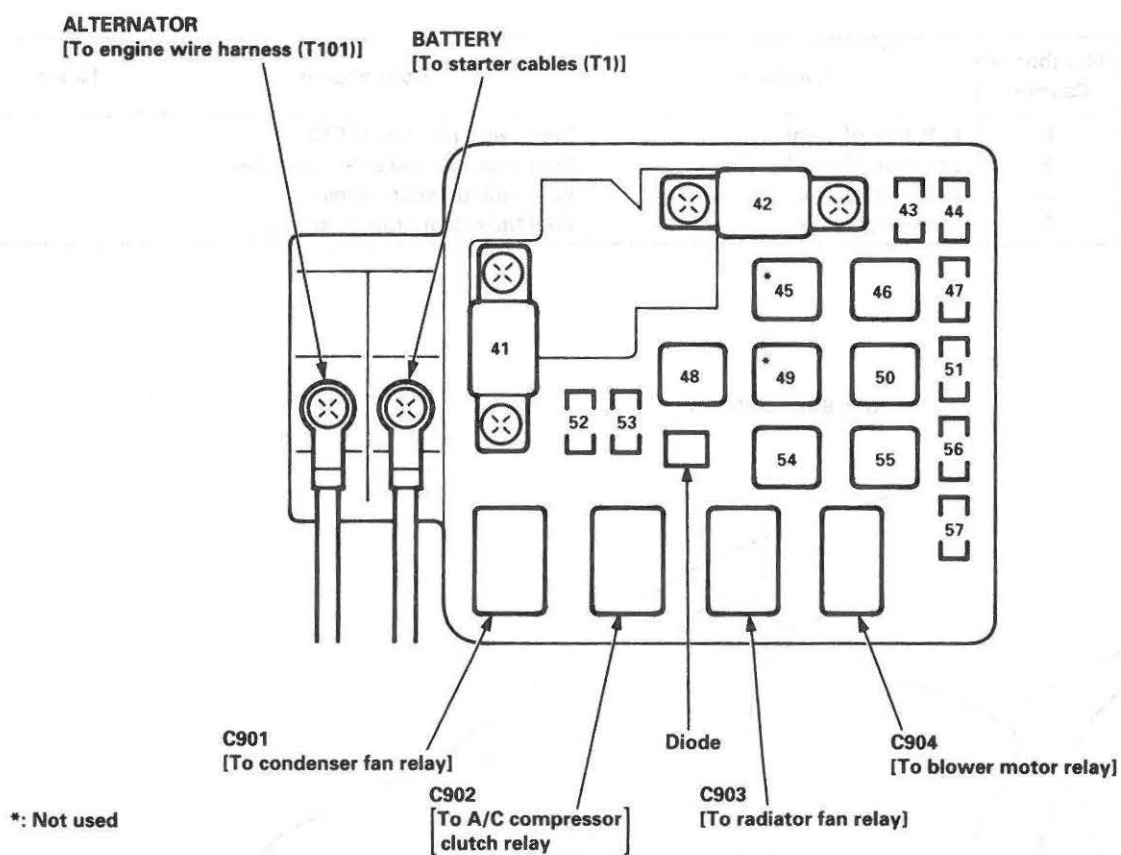 ALTERNATOR
[To engine wire harness (T101)]
BATTERY
[To starter cables (T1)]
42
43
44
*45
46
47
41
48
*49
50
51
52
53
54
55
56
57
C901
[To condenser fan relay]
C902
[To A/C compressor
clutch relay]
Diode
C903
[To radiator fan relay]
C904
[To blower motor relay]
*: Not used